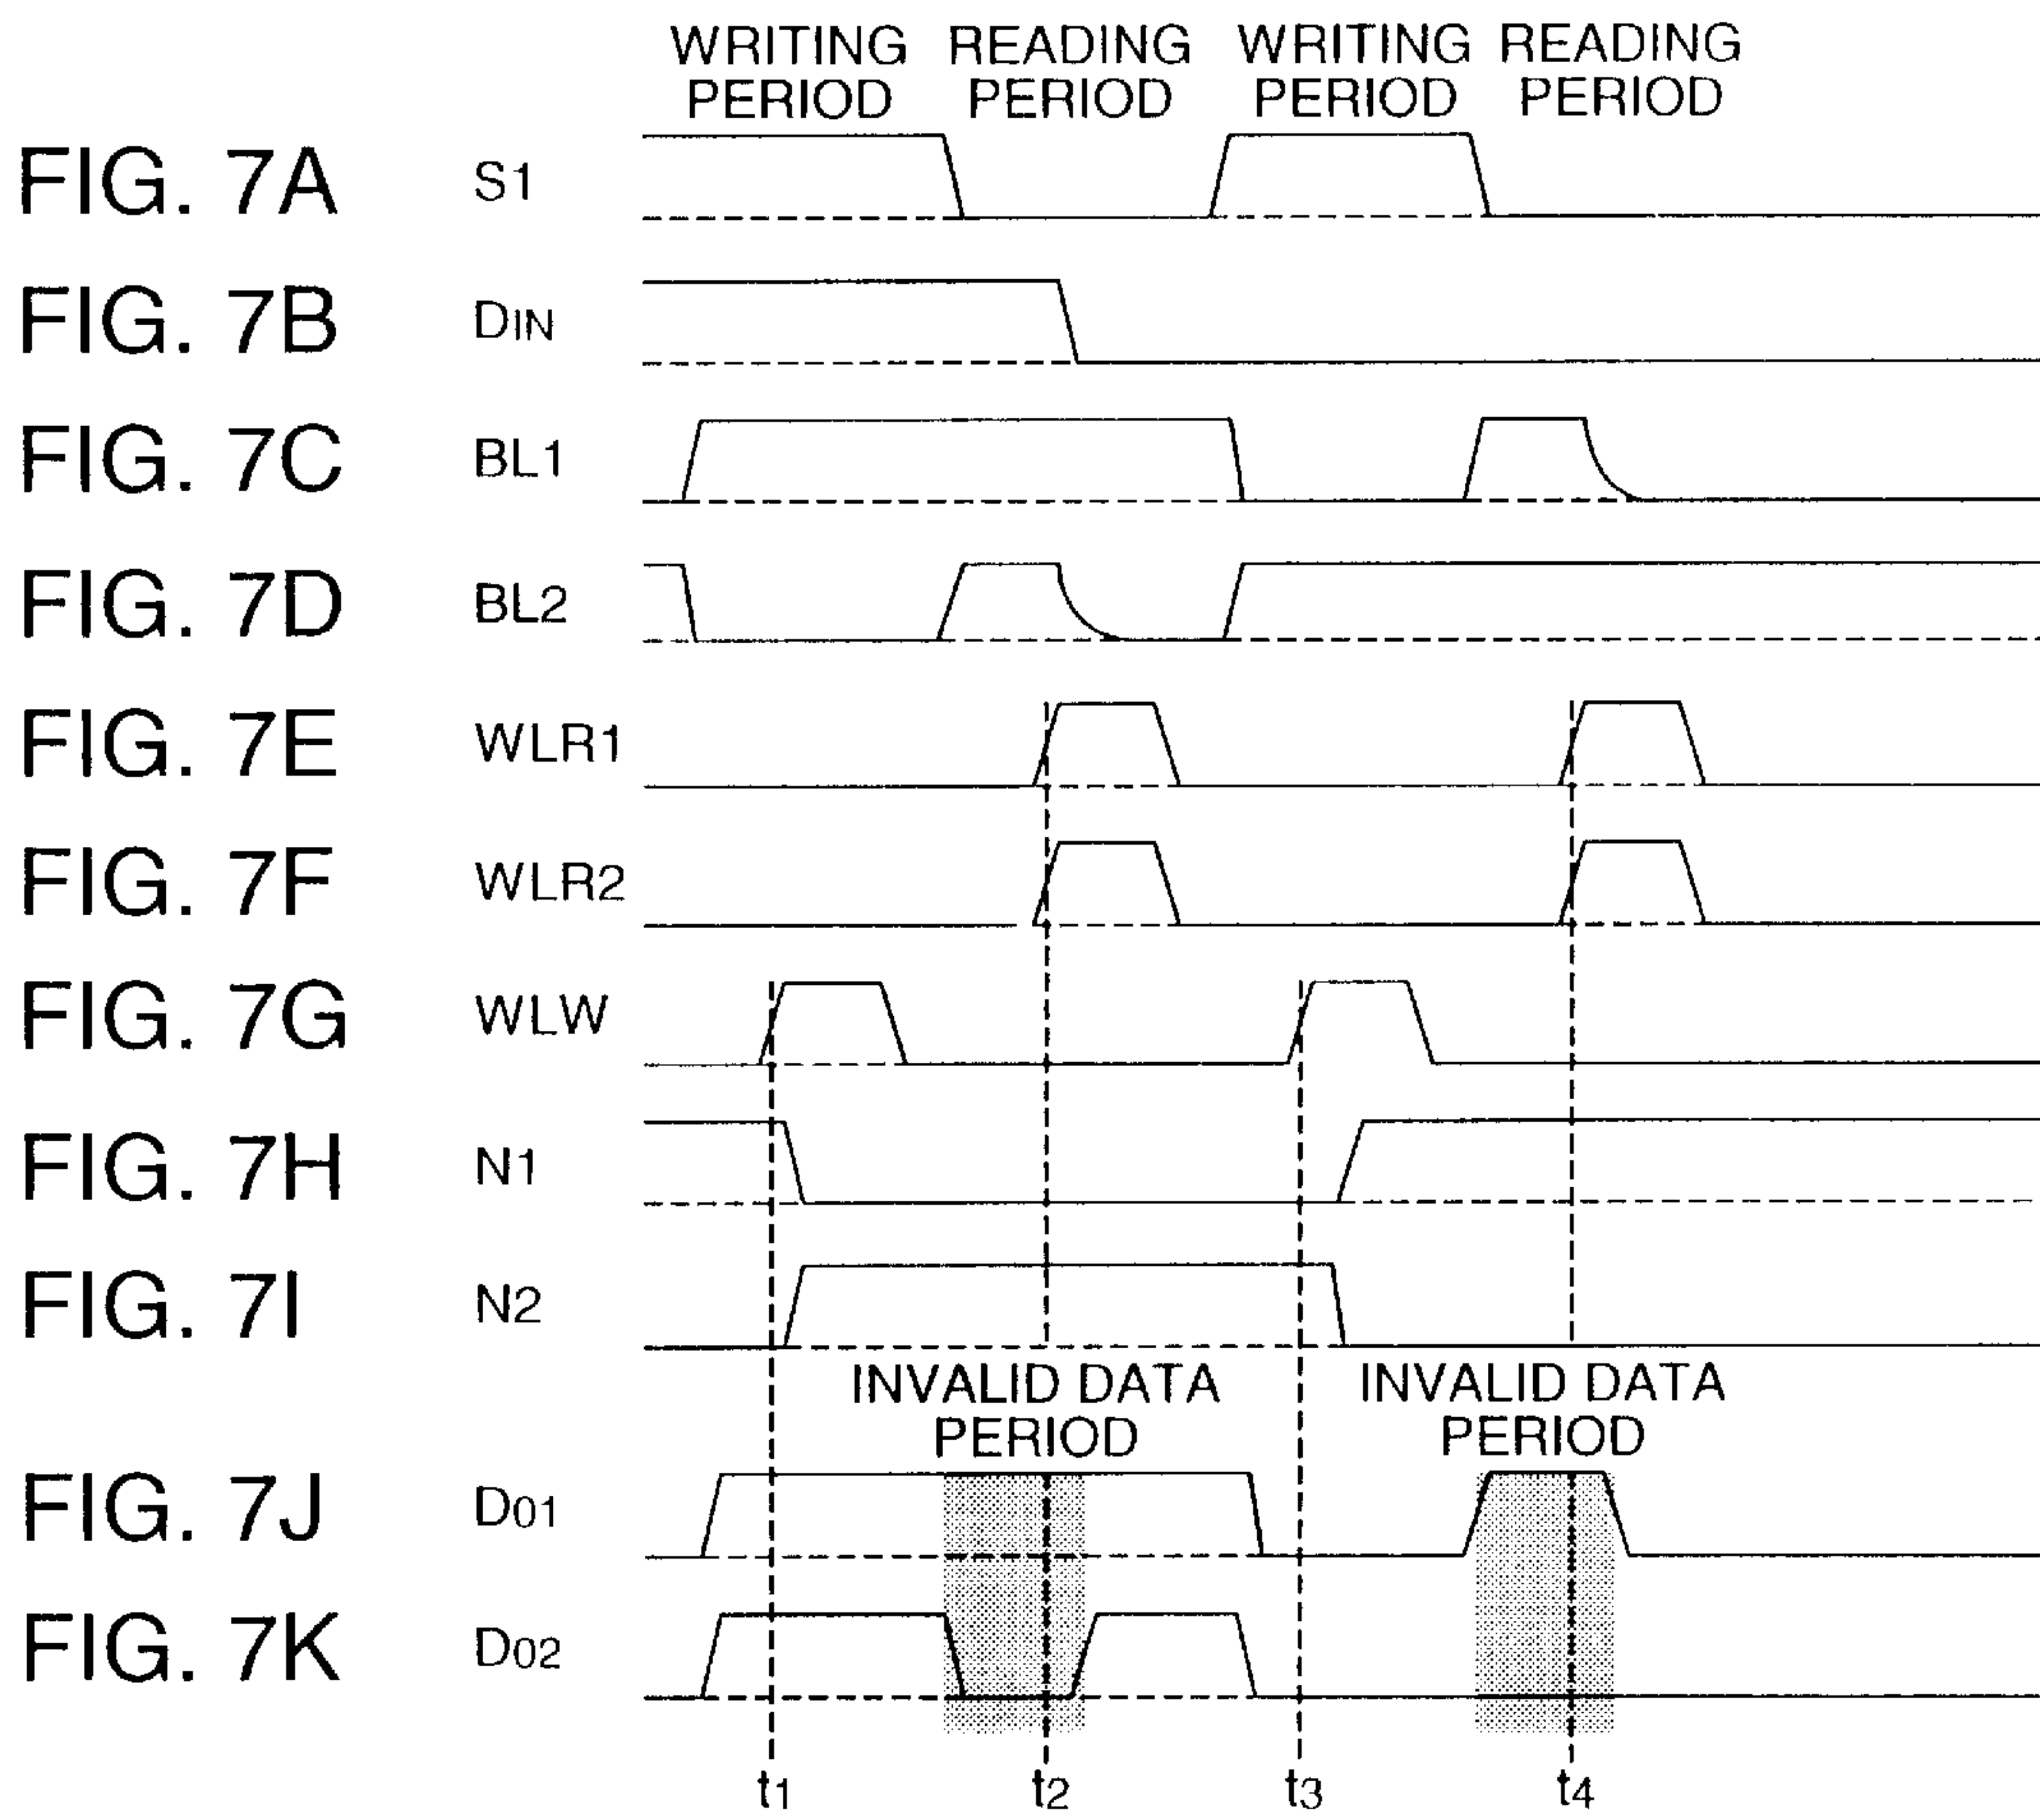 WRITING READING WRITING READING
PERIOD PERIOD PERIOD PERIOD
FIG. 7A S1
FIG. 7B DIN
FIG. 7C BL1
FIG. 7D BL2
FIG. 7E WLR1
FIG. 7F WLR2
FIG. 7G WLW
FIG. 7H N1
FIG. 7I N2
INVALID DATA INVALID DATA
PERIOD PERIOD
FIG. 7J D01
FIG. 7K D02
t1 t2 t3 t4